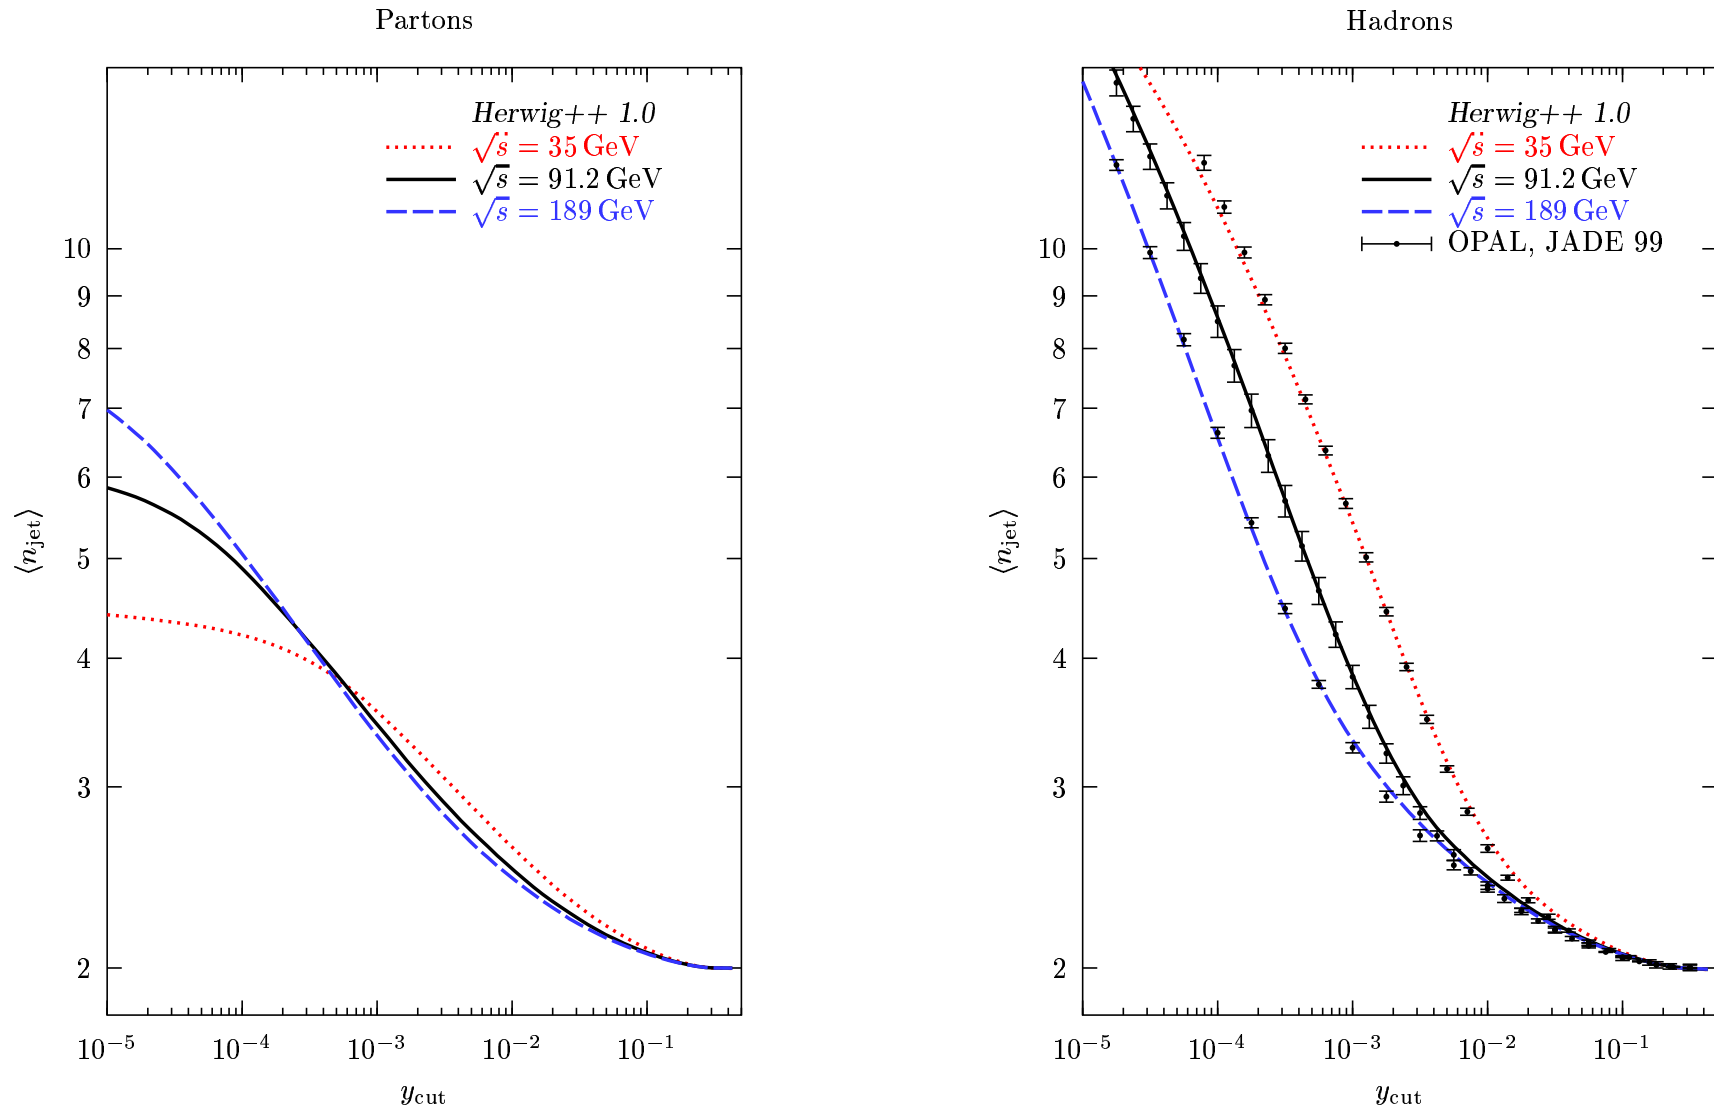 Partons
Herwig++ 1.0
√s = 35 GeV
√s = 91.2 GeV
√s = 189 GeV
10
9
8
7
6
5
4
3
2
⟨n_jet⟩
10⁻⁵ 10⁻⁴ 10⁻³ 10⁻² 10⁻¹
y_cut
Hadrons
Herwig++ 1.0
√s = 35 GeV
√s = 91.2 GeV
√s = 189 GeV
OPAL, JADE 99
10
9
8
7
6
5
4
3
2
⟨n_jet⟩
10⁻⁵ 10⁻⁴ 10⁻³ 10⁻² 10⁻¹
y_cut